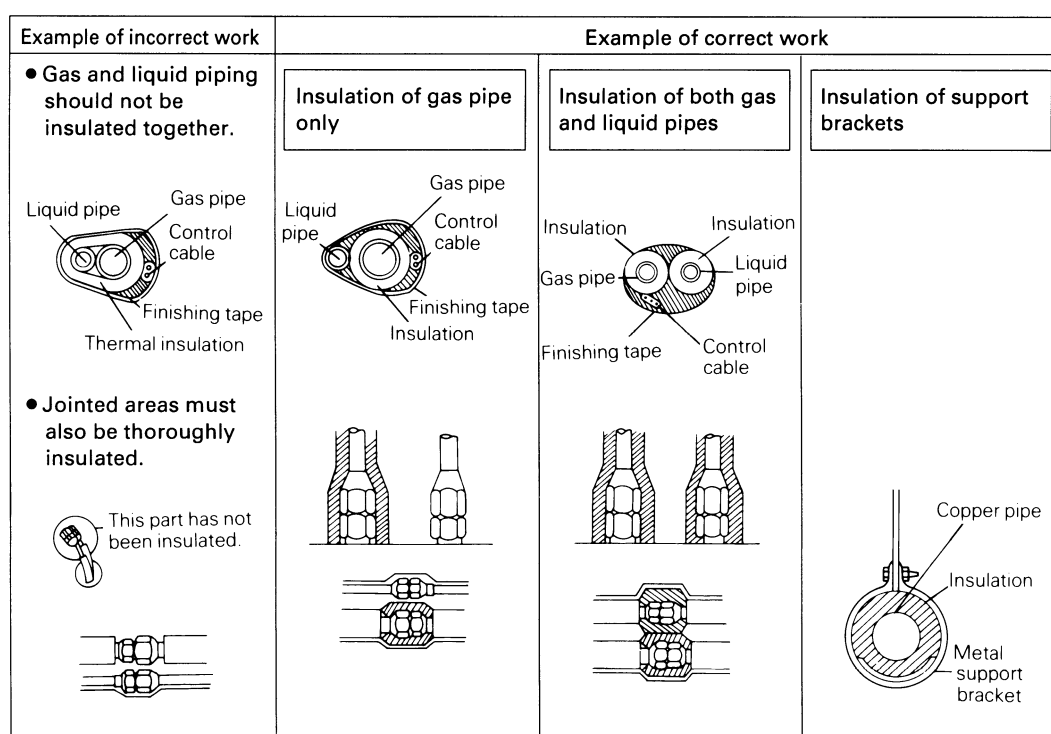 Example of incorrect work
Example of correct work
● Gas and liquid piping
should not be
insulated together.
Liquid pipe
Gas pipe
Control
cable
Finishing tape
Thermal insulation
● Jointed areas must
also be thoroughly
insulated.
This part has not
been insulated.
Insulation of gas pipe
only
Gas pipe
Liquid
pipe
Control
cable
Finishing tape
Insulation
Insulation of both gas
and liquid pipes
Insulation
Insulation
Gas pipe
Liquid
pipe
Finishing tape
Control
cable
Insulation of support
brackets
Copper pipe
Insulation
Metal
support
bracket